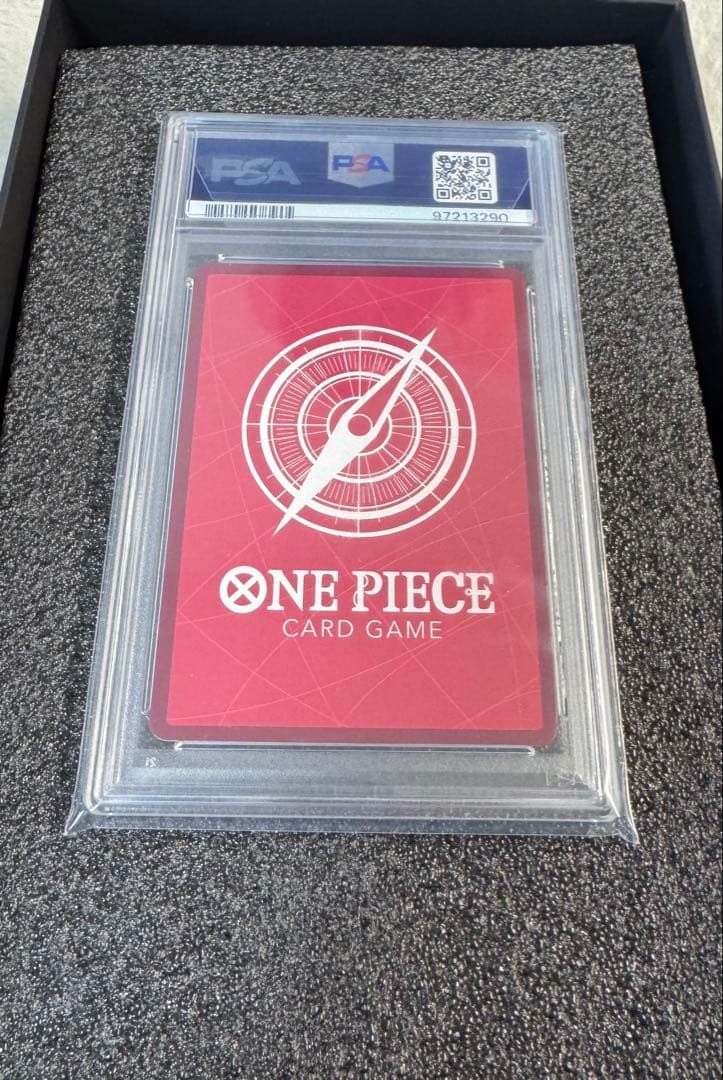 PSA PSA
97213290
ONE PIECE
CARD GAME